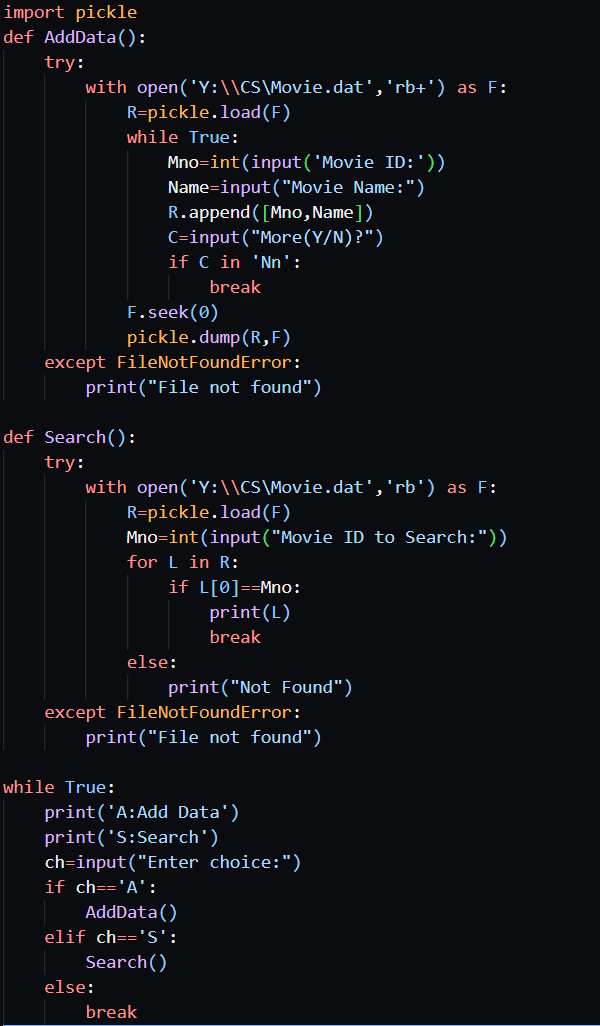 import pickle
def AddData():
    try:
        with open('Y:\\CS\Movie.dat','rb+') as F:
            R=pickle.load(F)
            while True:
                Mno=int(input('Movie ID:'))
                Name=input("Movie Name:")
                R.append([Mno,Name])
                C=input("More(Y/N)?")
                if C in 'Nn':
                    break
            F.seek(0)
            pickle.dump(R,F)
    except FileNotFoundError:
        print("File not found")

def Search():
    try:
        with open('Y:\\CS\Movie.dat','rb') as F:
            R=pickle.load(F)
            Mno=int(input("Movie ID to Search:"))
            for L in R:
                if L[0]==Mno:
                    print(L)
                    break
            else:
                print("Not Found")
    except FileNotFoundError:
        print("File not found")

while True:
    print('A:Add Data')
    print('S:Search')
    ch=input("Enter choice:")
    if ch=='A':
        AddData()
    elif ch=='S':
        Search()
    else:
        break